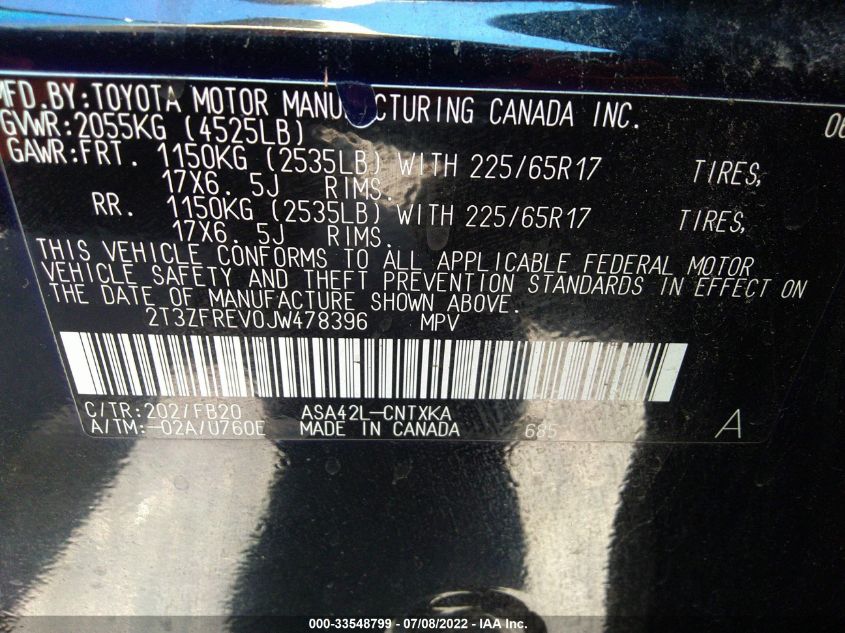 MFD.BY:TOYOTA MOTOR MANU CTURING CANADA INC. 08
GVWR:2055KG (4525LB)
GAWR:FRT. 1150KG (2535LB) WITH 225/65R17 TIRES,
17X6. 5J RIMS.
RR. 1150KG (2535LB) WITH 225/65R17 TIRES,
17X6. 5J RIMS.
THIS VEHICLE CONFORMS TO ALL APPLICABLE FEDERAL MOTOR
VEHICLE SAFETY AND THEFT PREVENTION STANDARDS IN EFFECT ON
THE DATE OF MANUFACTURE SHOWN ABOVE.
2T3ZFREV0JW478396 MPV
C/TR:202/FB20 ASA42L-CNTXKA
A/TM:-02A/U760E MADE IN CANADA 685 A
000-33548799 - 07/08/2022 - IAA Inc.